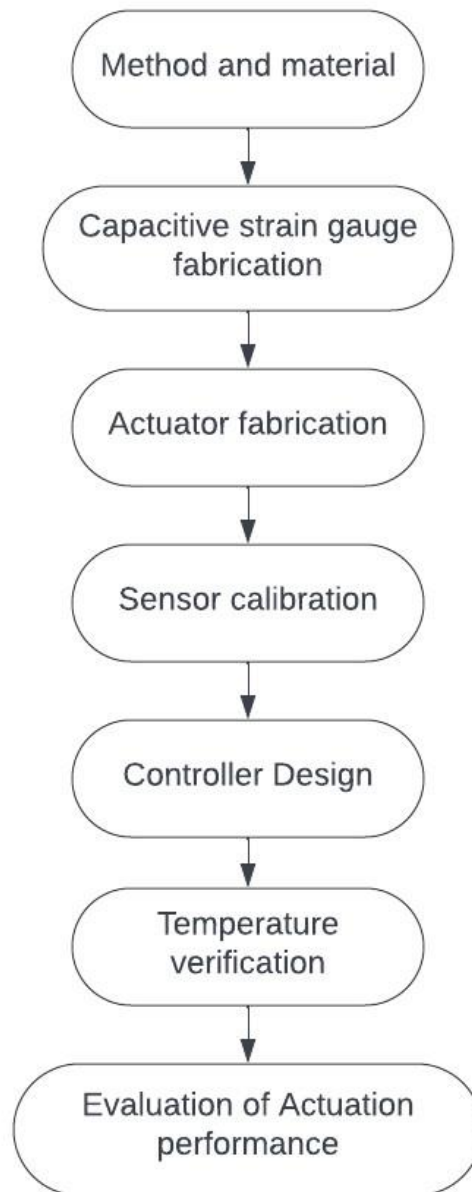 Method and material
Capacitive strain gauge
fabrication
Actuator fabrication
Sensor calibration
Controller Design
Temperature
verification
Evaluation of Actuation
performance